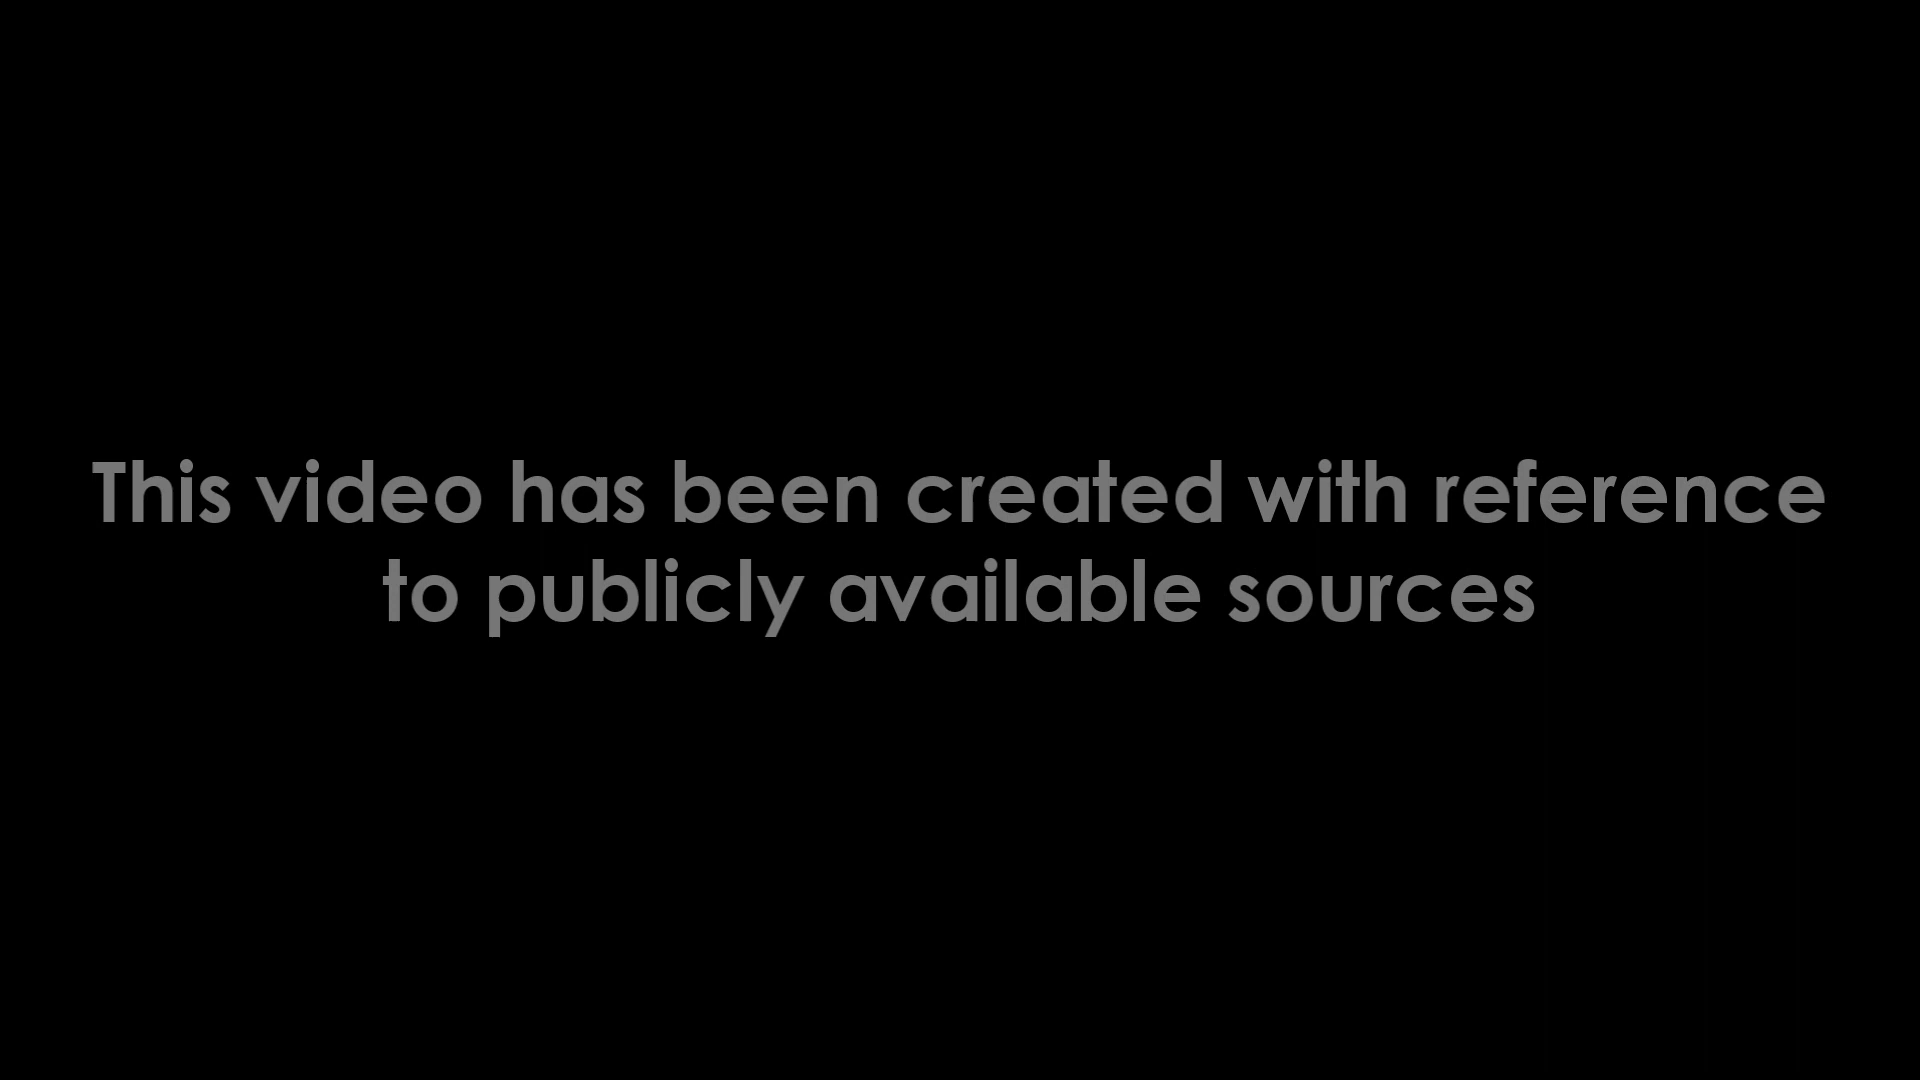 This video has been created with reference
to publicly available sources